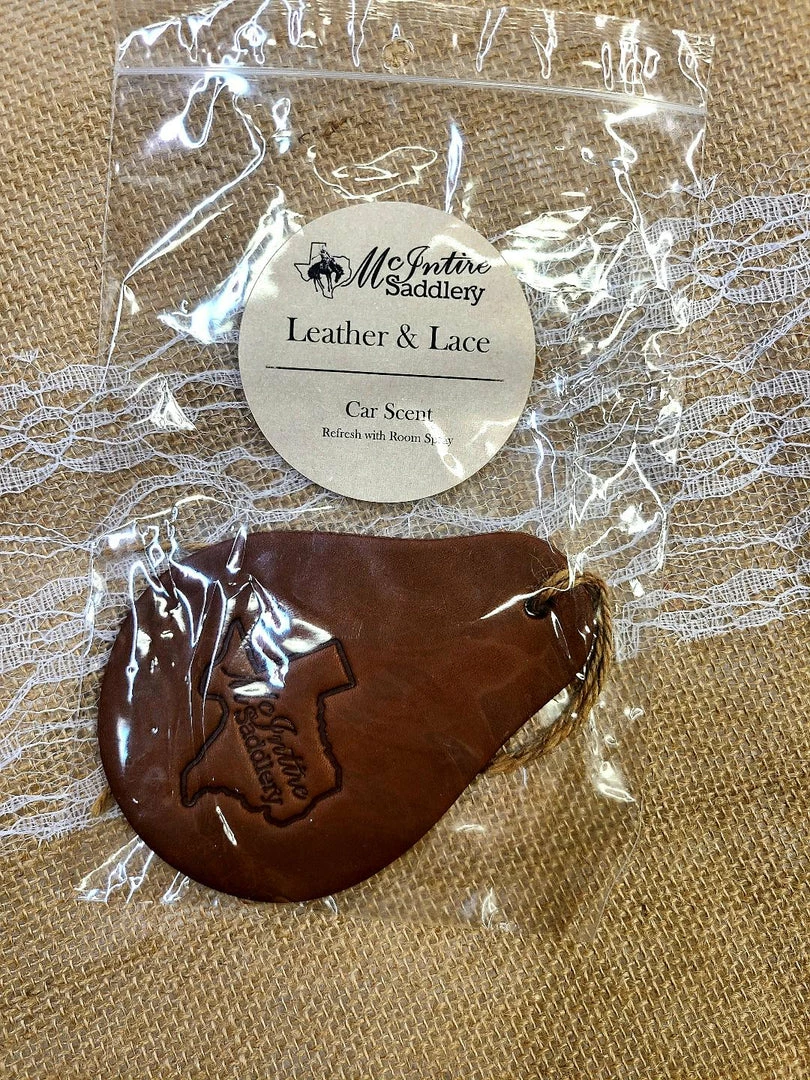 McIntire
Saddlery
Leather & Lace
Car Scent
Refresh with Room Spray
McIntire
Saddlery